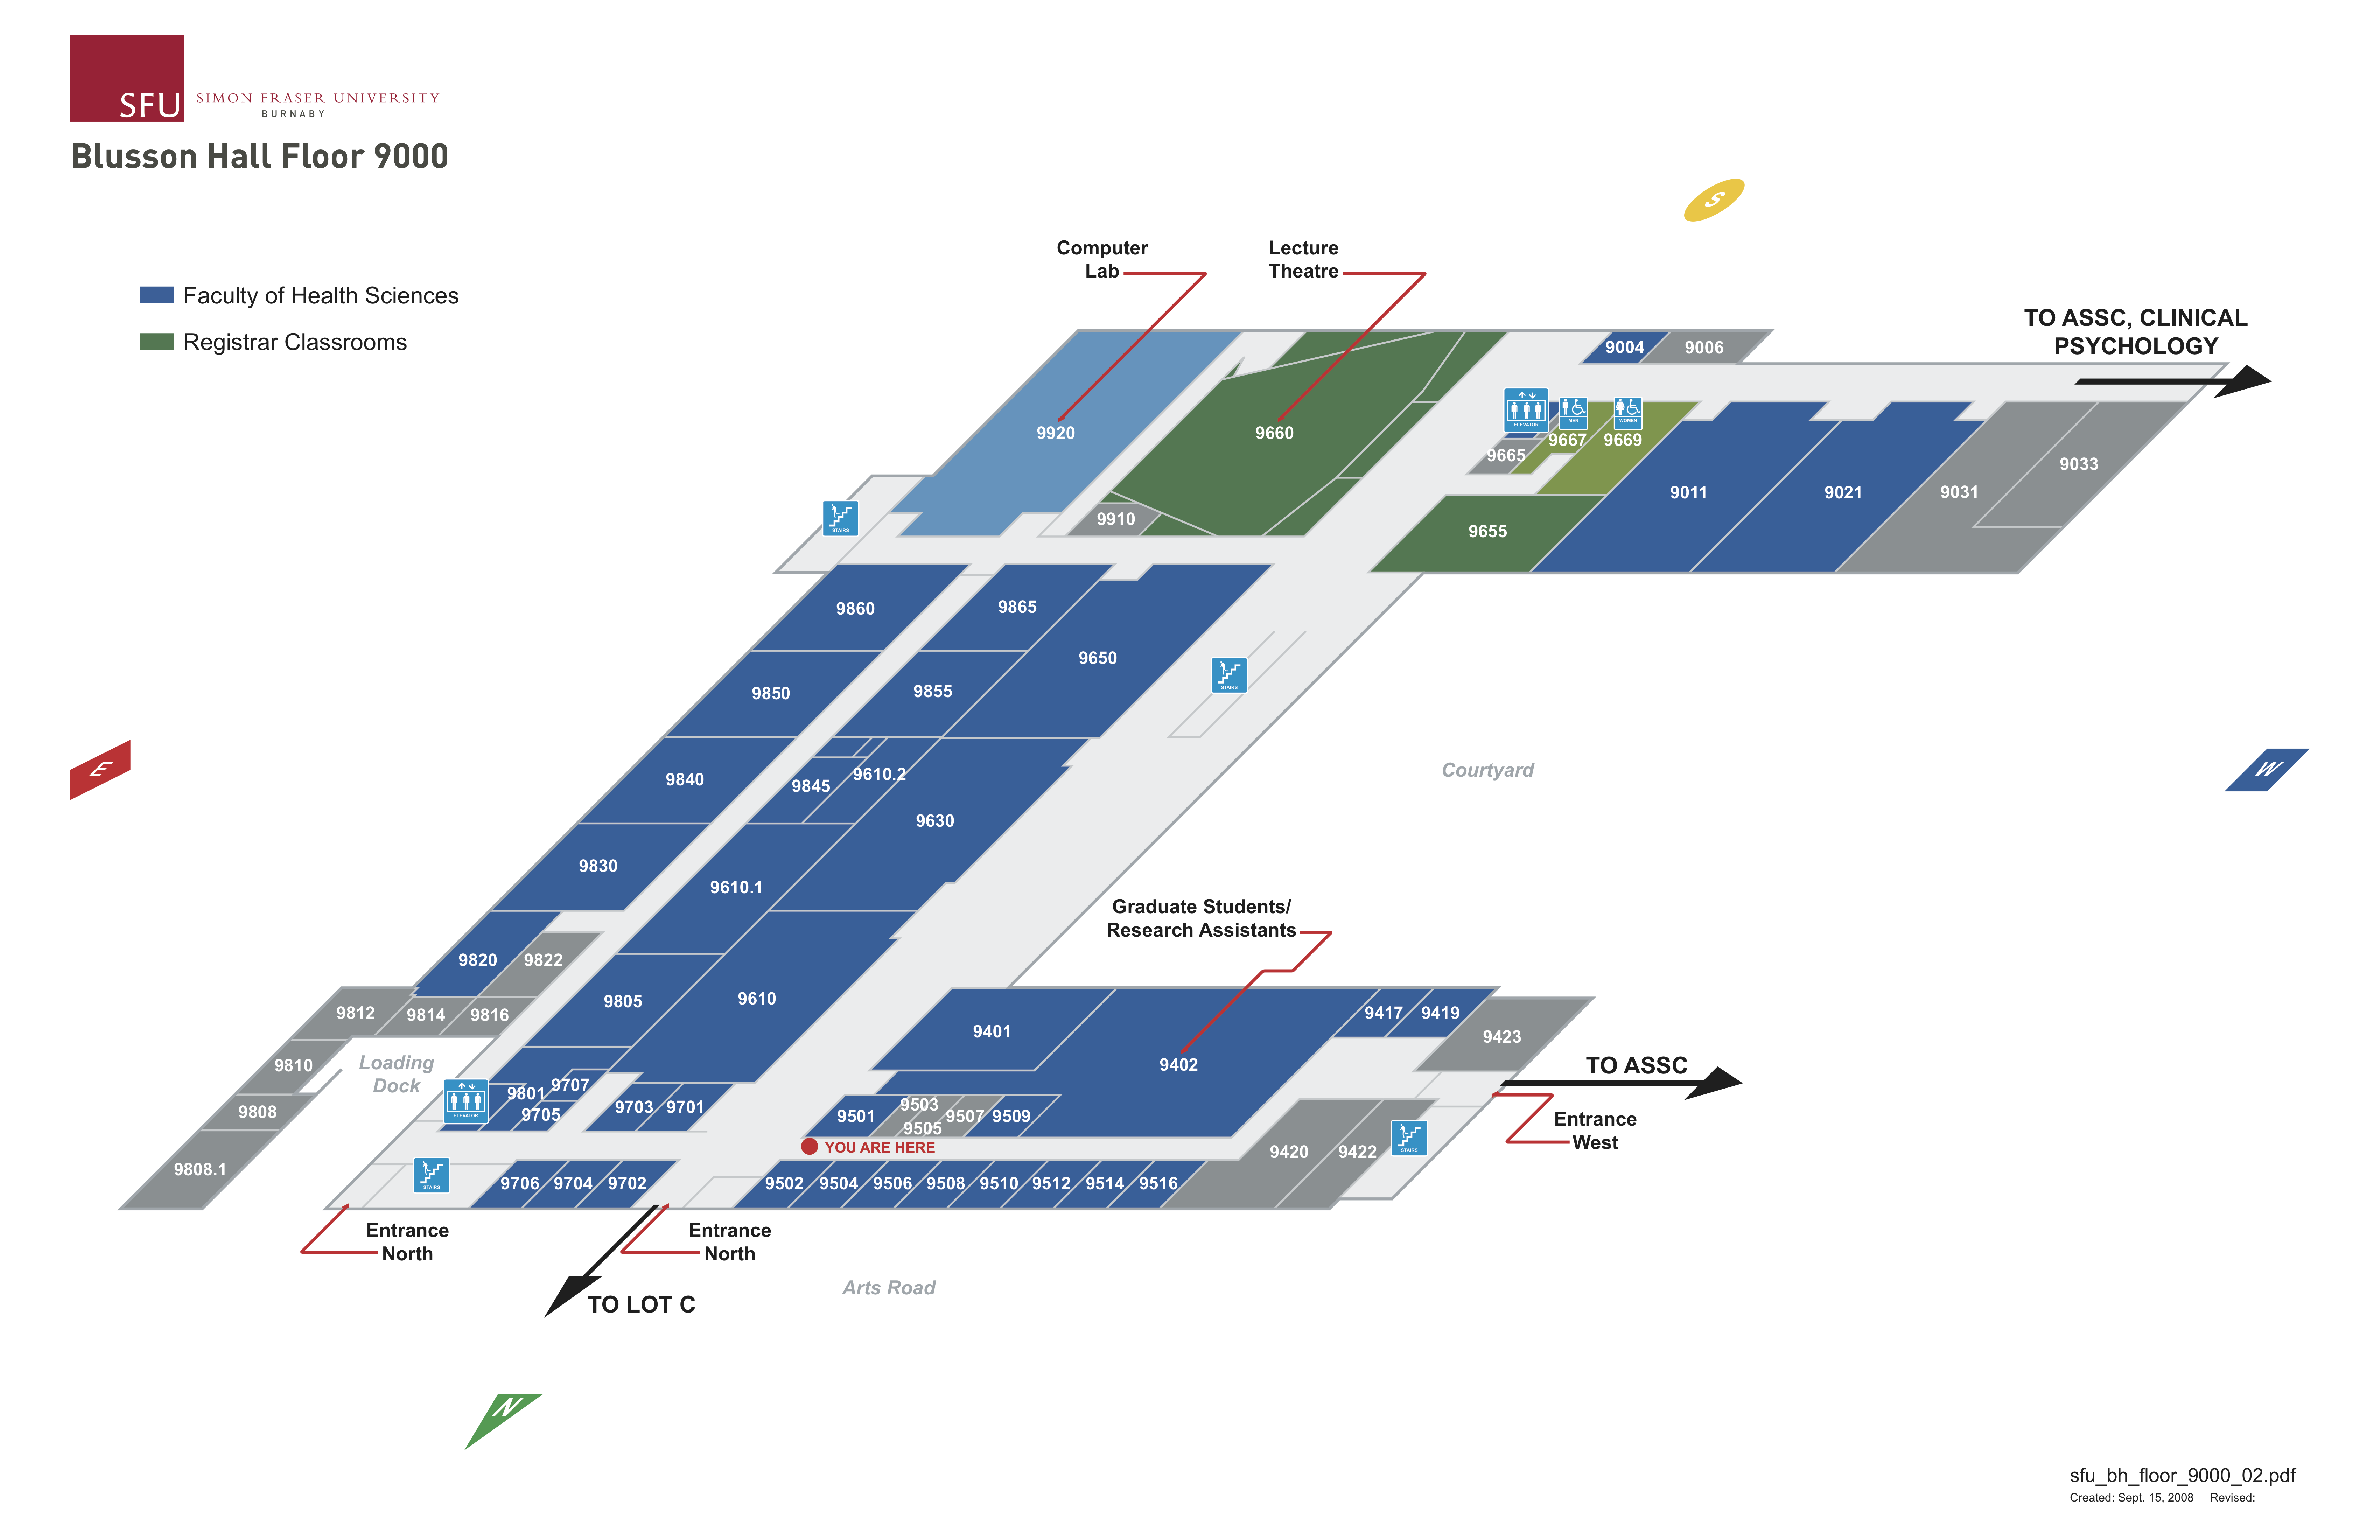 SFU
SIMON FRASER UNIVERSITY
BURNABY
Blusson Hall Floor 9000
Faculty of Health Sciences
Registrar Classrooms
S
Computer
Lab
Lecture
Theatre
TO ASSC, CLINICAL
PSYCHOLOGY
9004
9006
9920
9660
ELEVATOR
MEN
WOMEN
9667
9669
9665
9033
9011
9021
9031
9910
9655
STAIRS
9860
9865
9650
9850
9855
STAIRS
E
W
Courtyard
9840
9845
9610.2
9630
9830
9610.1
Graduate Students/
Research Assistants
9820
9822
9805
9610
9812
9814
9816
9401
9402
9417
9419
9423
9810
Loading
Dock
TO ASSC
9808
9801
9707
9705
ELEVATOR
9703
9701
9501
9503
9505
9507
9509
Entrance
West
YOU ARE HERE
9808.1
STAIRS
9706
9704
9702
9502
9504
9506
9508
9510
9512
9514
9516
9420
9422
STAIRS
Entrance
North
Entrance
North
Arts Road
TO LOT C
N
sfu_bh_floor_9000_02.pdf
Created: Sept. 15, 2008 Revised: